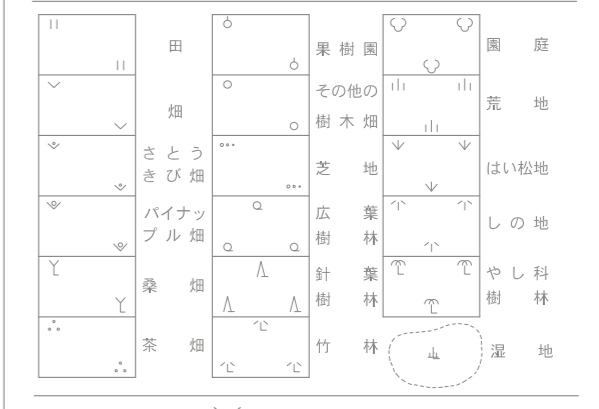 田
畑
さとう
きび畑
パイナッ
プル畑
桑畑
茶畑
果樹園
その他の
樹木畑
芝地
広葉
樹林
針葉
樹林
竹林
園庭
荒地
はい松地
しの地
やし科
樹林
湿地